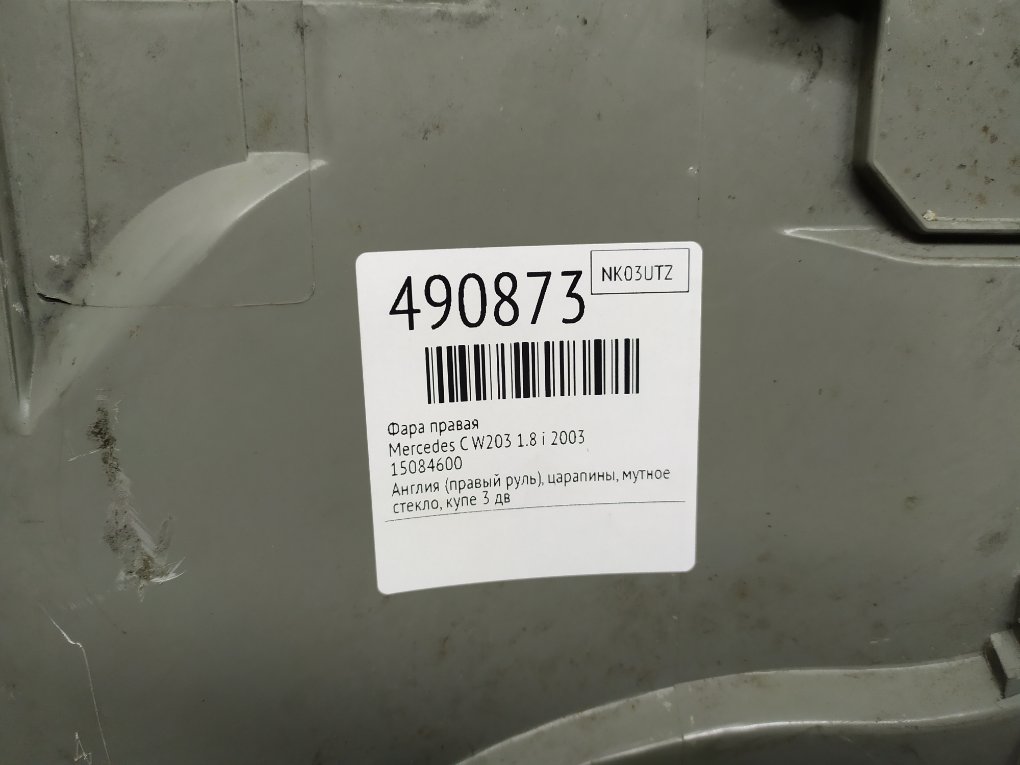 490873
NK03UTZ
Фара правая
Mercedes C W203 1.8 i 2003
15084600
Англия (правый руль), царапины, мутное
стекло, купе 3 дв